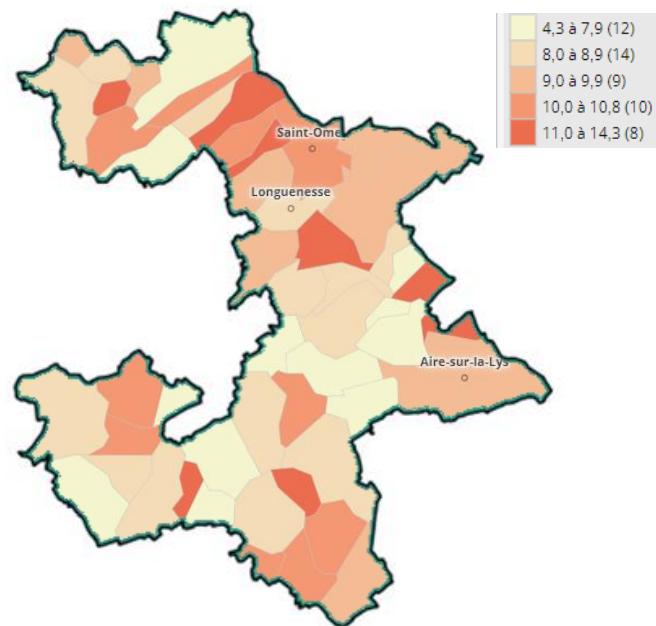 4,3 à 7,9 (12)
8,0 à 8,9 (14)
9,0 à 9,9 (9)
10,0 à 10,8 (10)
11,0 à 14,3 (8)
Saint-Ome
Longuenesse
Aire-sur-la-Lys